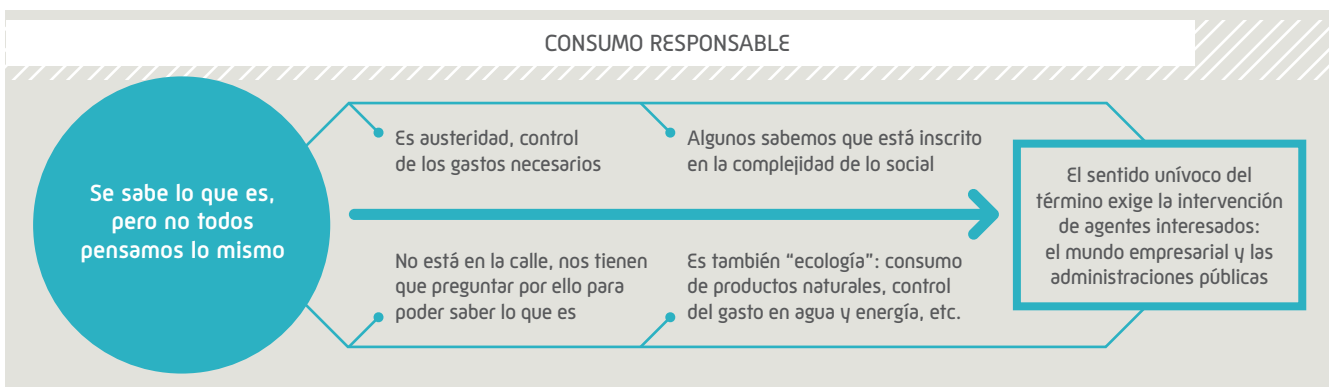 CONSUMO RESPONSABLE
Se sabe lo que es,
pero no todos
pensamos lo mismo
Es austeridad, control
de los gastos necesarios
Algunos sabemos que está inscrito
en la complejidad de lo social
No está en la calle, nos tienen
que preguntar por ello para
poder saber lo que es
Es también “ecología”: consumo
de productos naturales, control
del gasto en agua y energía, etc.
El sentido unívoco del
término exige la intervención
de agentes interesados:
el mundo empresarial y las
administraciones públicas